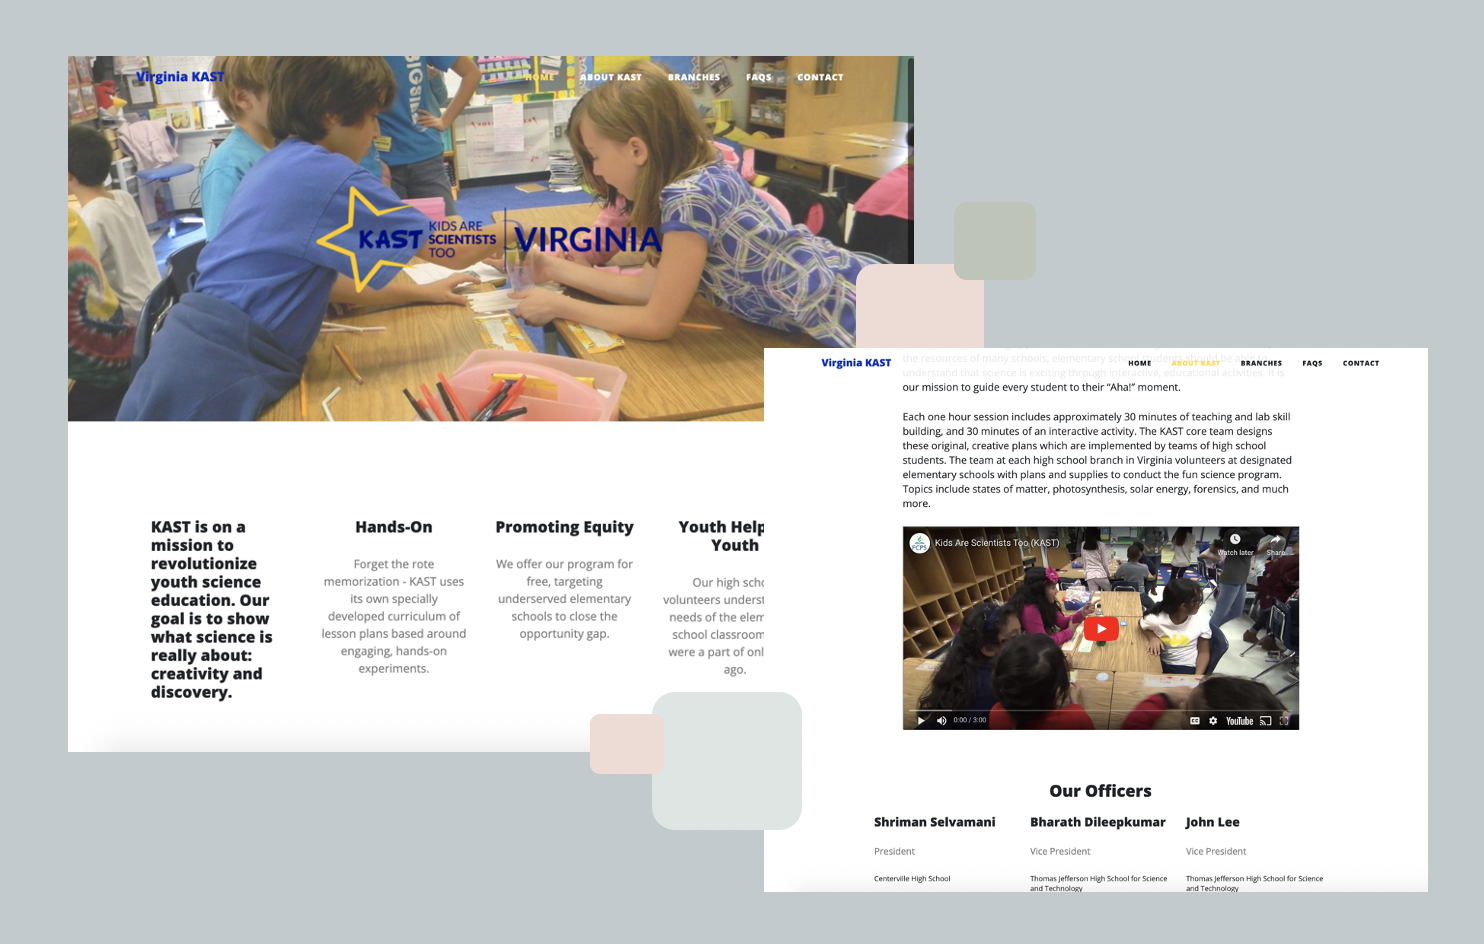 Virginia KAST
HOME ABOUT KAST BRANCHES FAQS CONTACT
KAST
KIDS ARE
SCIENTISTS
TOO
VIRGINIA
KAST is on a
mission to
revolutionize
youth science
education. Our
goal is to show
what science is
really about:
creativity and
discovery.
Hands-On
Forget the rote
memorization - KAST uses
its own specially
developed curriculum of
lesson plans based around
engaging, hands-on
experiments.
Promoting Equity
We offer our program for
free, targeting
underserved elementary
schools to close the
opportunity gap.
Youth Help
Youth
Our high scho
volunteers underst
needs of the elem
school classroom
were a part of onl
ago.
Virginia KAST
HOME ABOUT KAST BRANCHES FAQS CONTACT
the resources of many schools, elementary school students should be able to
understand that science is exciting through interactive, educational activities. It is
our mission to guide every student to their “Aha!” moment.
Each one hour session includes approximately 30 minutes of teaching and lab skill
building, and 30 minutes of an interactive activity. The KAST core team designs
these original, creative plans which are implemented by teams of high school
students. The team at each high school branch in Virginia volunteers at designated
elementary schools with plans and supplies to conduct the fun science program.
Topics include states of matter, photosynthesis, solar energy, forensics, and much
more.
FCPS
Kids Are Scientists Too (KAST)
Watch later
Share
0:00 / 3:00
YouTube
Our Officers
Shriman Selvamani
President
Centerville High School
Bharath Dileepkumar
Vice President
Thomas Jefferson High School for Science
and Technology
John Lee
Vice President
Thomas Jefferson High School for Science
and Technology